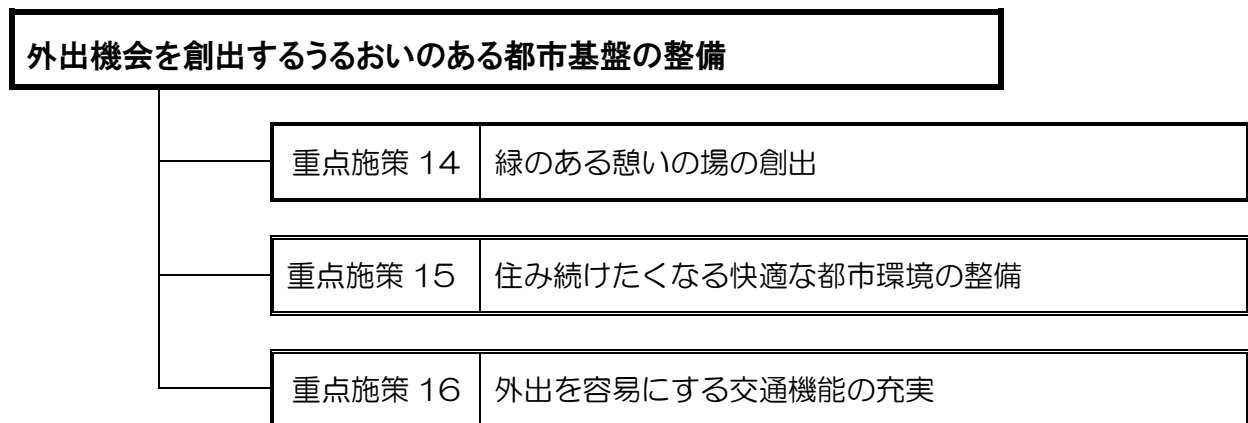 外出機会を創出するうるおいのある都市基盤の整備
重点施策 14 緑のある憩いの場の創出
重点施策 15 住み続けたくなる快適な都市環境の整備
重点施策 16 外出を容易にする交通機能の充実